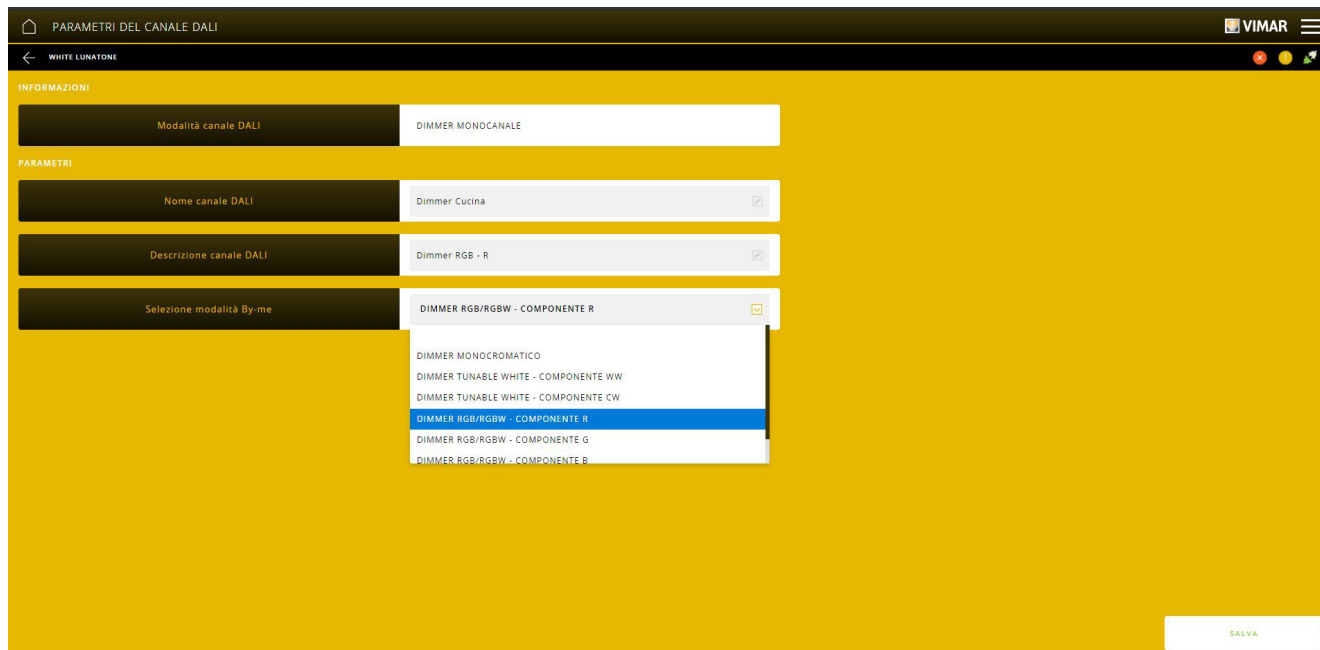 PARAMETRI DEL CANALE DALI
VIMAR
WHITE LUNATONE
INFORMAZIONI
Modalità canale DALI
DIMMER MONOCANALE
PARAMETRI
Nome canale DALI
Dimmer Cucina
Descrizione canale DALI
Dimmer RGB - R
Selezione modalità By-me
DIMMER RGB/RGBW - COMPONENTE R
DIMMER MONOCROMATICO
DIMMER TUNABLE WHITE - COMPONENTE WW
DIMMER TUNABLE WHITE - COMPONENTE CW
DIMMER RGB/RGBW - COMPONENTE R
DIMMER RGB/RGBW - COMPONENTE G
DIMMER RGB/RGBW - COMPONENTE B
SALVA